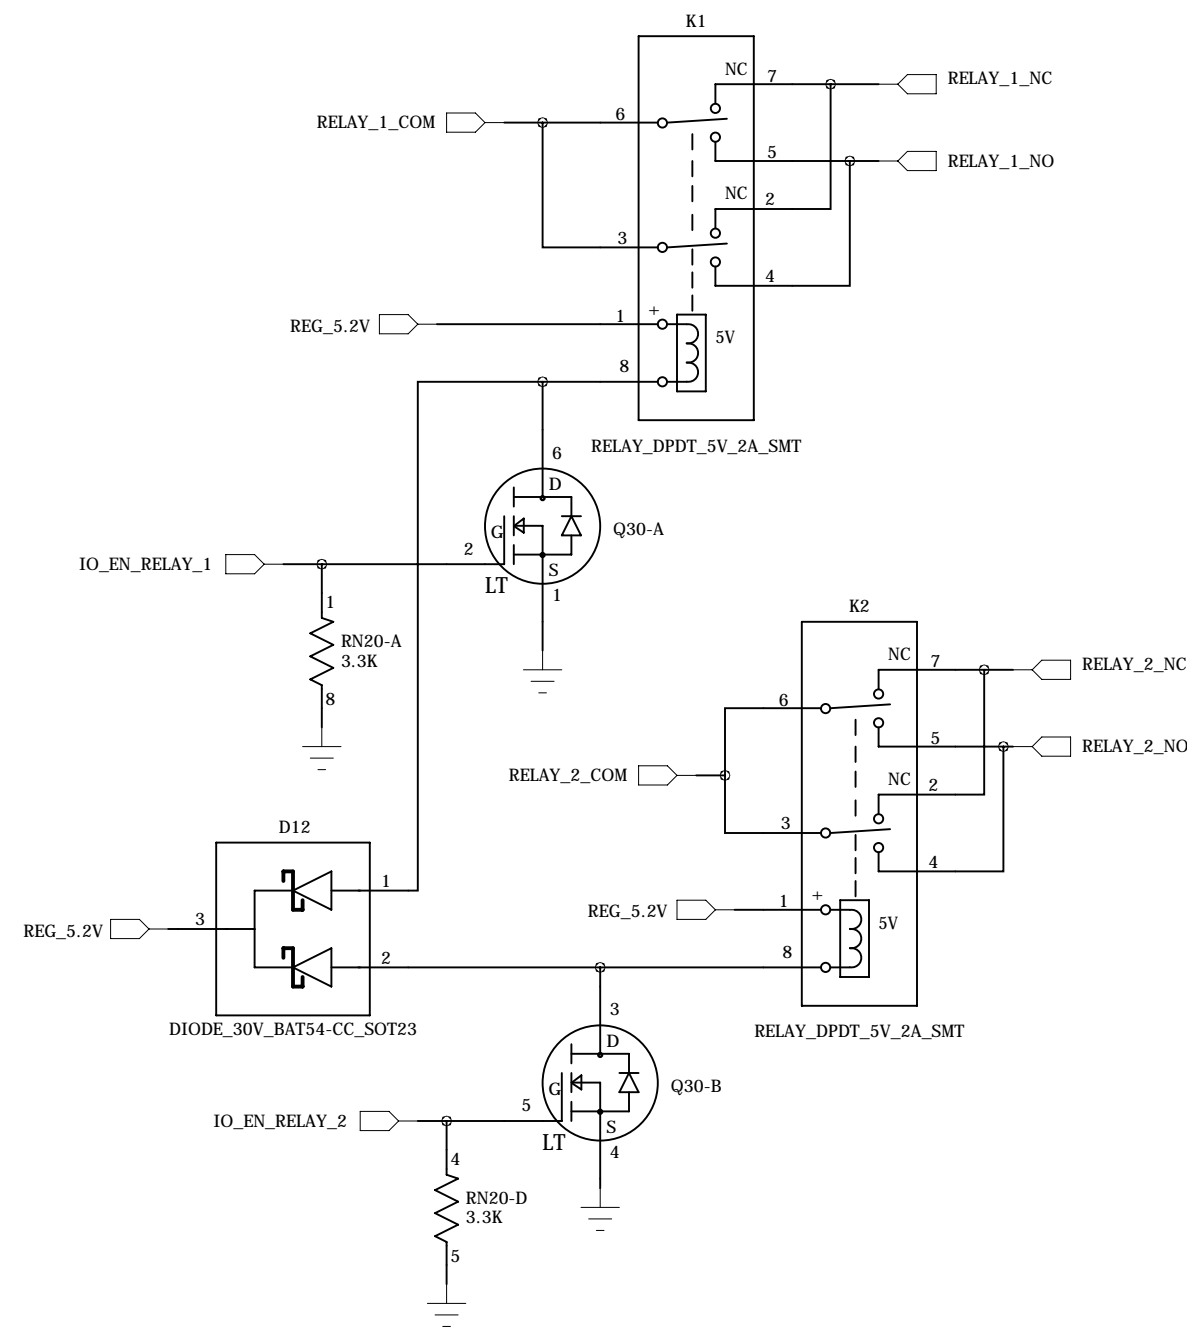 K1
NC 7
RELAY_1_NC
RELAY_1_COM
6
5
RELAY_1_NO
NC 2
3
4
REG_5.2V
1 +
5V
8
RELAY_DPDT_5V_2A_SMT
6
D
G
Q30-A
IO_EN_RELAY_1
2
S
LT
1
1
RN20-A
3.3K
8
K2
NC 7
RELAY_2_NC
6
5
RELAY_2_NO
RELAY_2_COM
NC 2
3
4
D12
1
REG_5.2V
1 +
5V
REG_5.2V
3
2
8
DIODE_30V_BAT54-CC_SOT23
RELAY_DPDT_5V_2A_SMT
3
D
G
Q30-B
IO_EN_RELAY_2
5
S
LT
4
4
RN20-D
3.3K
5